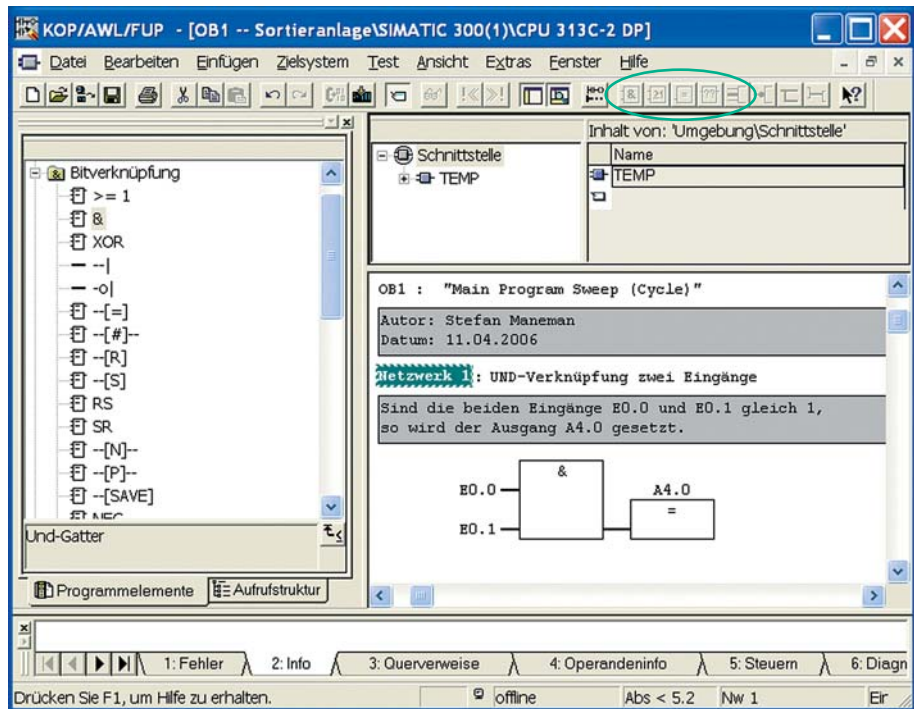 KOP/AWL/FUP - [OB1 -- Sortieranlage\SIMATIC 300(1)\CPU 313C-2 DP]
Datei Bearbeiten Einfügen Zielsystem Test Ansicht Extras Fenster Hilfe
Bitverknüpfung
>= 1
&
XOR
--|
-o|
--[=]
--[#]--
--[R]
--[S]
RS
SR
--[N]--
--[P]--
--[SAVE]
NEG
Und-Gatter
Programmelemente Aufrufstruktur
Schnittstelle
TEMP
Inhalt von: 'Umgebung\Schnittstelle'
Name
TEMP
OB1 : "Main Program Sweep (Cycle)"
Autor: Stefan Maneman
Datum: 11.04.2006
Netzwerk 1: UND-Verknüpfung zwei Eingänge
Sind die beiden Eingänge E0.0 und E0.1 gleich 1,
so wird der Ausgang A4.0 gesetzt.
&
E0.0 A4.0
=
E0.1
1: Fehler 2: Info 3: Querverweise 4: Operandeninfo 5: Steuern 6: Diagn
Drücken Sie F1, um Hilfe zu erhalten. offline Abs < 5.2 Nw 1 Eir